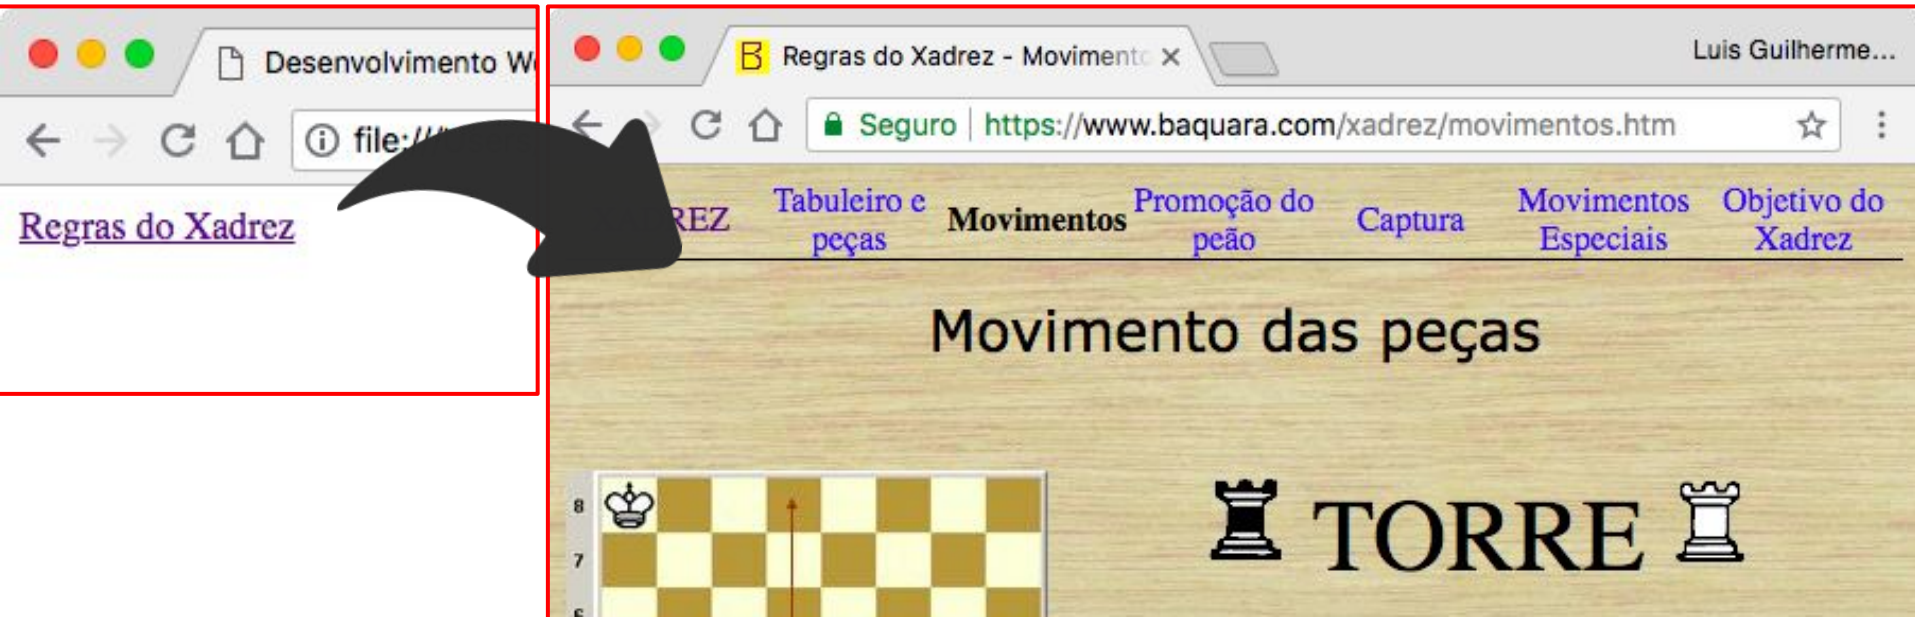 Desenvolvimento W
file:///
Regras do Xadrez
Regras do Xadrez - Movimento
Luis Guilherme...
Seguro | https://www.baquara.com/xadrez/movimentos.htm
Tabuleiro e
peças
Movimentos
Promoção do
peão
Captura
Movimentos
Especiais
Objetivo do
Xadrez
Movimento das peças
8
TORRE
7